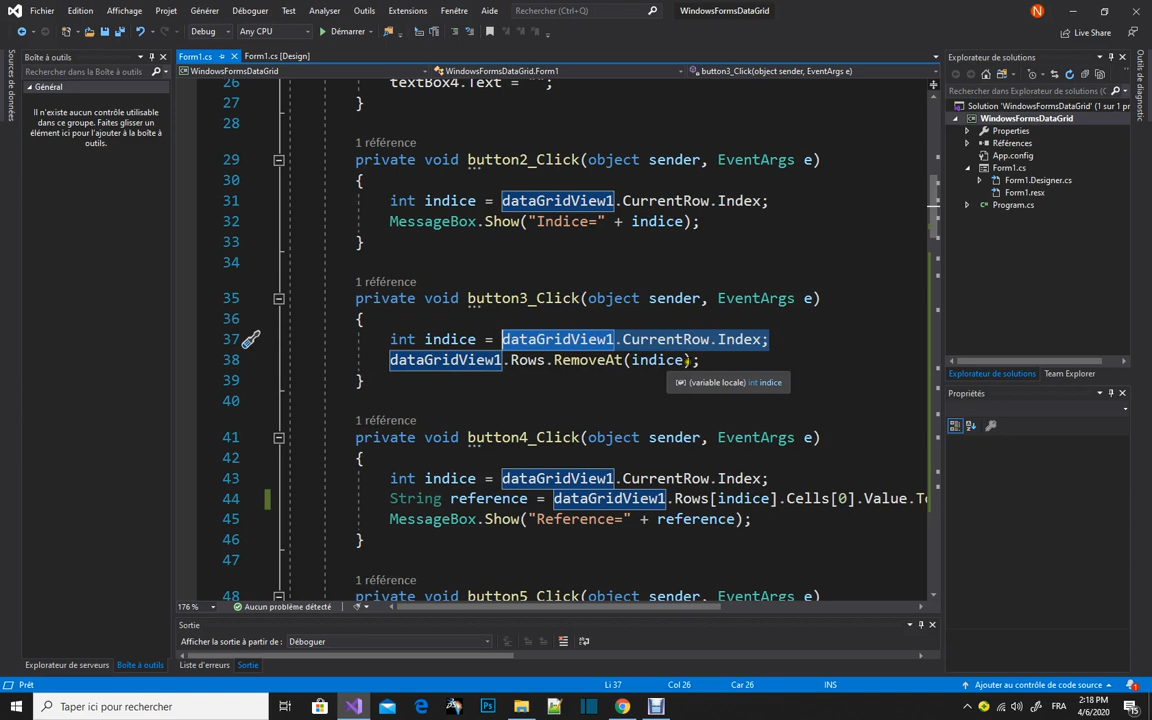 Fichier Edition Affichage Projet Générer Déboguer Test Analyser Outils Extensions Fenêtre Aide Rechercher (Ctrl+Q) WindowsFormsDataGrid N
Debug Any CPU Démarrer Live Share
Sources de données
Boîte à outils
Rechercher dans la Boîte à outils
Général
Il n'existe aucun contrôle utilisable
dans ce groupe. Faites glisser un
élément ici pour l'ajouter à la boîte à
outils.
Form1.cs Form1.cs [Design]
WindowsFormsDataGrid WindowsFormsDataGrid.Form1 button3_Click(object sender, EventArgs e)
26 textBox4.Text = "";
27 }
28
1 référence
29 private void button2_Click(object sender, EventArgs e)
30 {
31 int indice = dataGridView1.CurrentRow.Index;
32 MessageBox.Show("Indice=" + indice);
33 }
34
1 référence
35 private void button3_Click(object sender, EventArgs e)
36 {
37 int indice = dataGridView1.CurrentRow.Index;
38 dataGridView1.Rows.RemoveAt(indice);
(variable locale) int indice
39 }
40
1 référence
41 private void button4_Click(object sender, EventArgs e)
42 {
43 int indice = dataGridView1.CurrentRow.Index;
44 String reference = dataGridView1.Rows[indice].Cells[0].Value.To
45 MessageBox.Show("Reference=" + reference);
46 }
47
1 référence
48 private void button5_Click(object sender, EventArgs e)
176 % Aucun problème détecté
Sortie
Afficher la sortie à partir de : Déboguer
Explorateur de serveurs Boîte à outils Liste d'erreurs Sortie
Explorateur de solutions
Rechercher dans Explorateur de solutions (Ctrl+
Solution 'WindowsFormsDataGrid' (1 sur 1 pr
WindowsFormsDataGrid
Properties
Références
App.config
Form1.cs
Form1.Designer.cs
Form1.resx
Program.cs
Explorateur de solutions Team Explorer
Propriétés
Outils de diagnostic
Prêt Li 37 Col 26 Car 26 INS Ajouter au contrôle de code source 1
Taper ici pour rechercher FRA 2:18 PM
4/6/2020 15